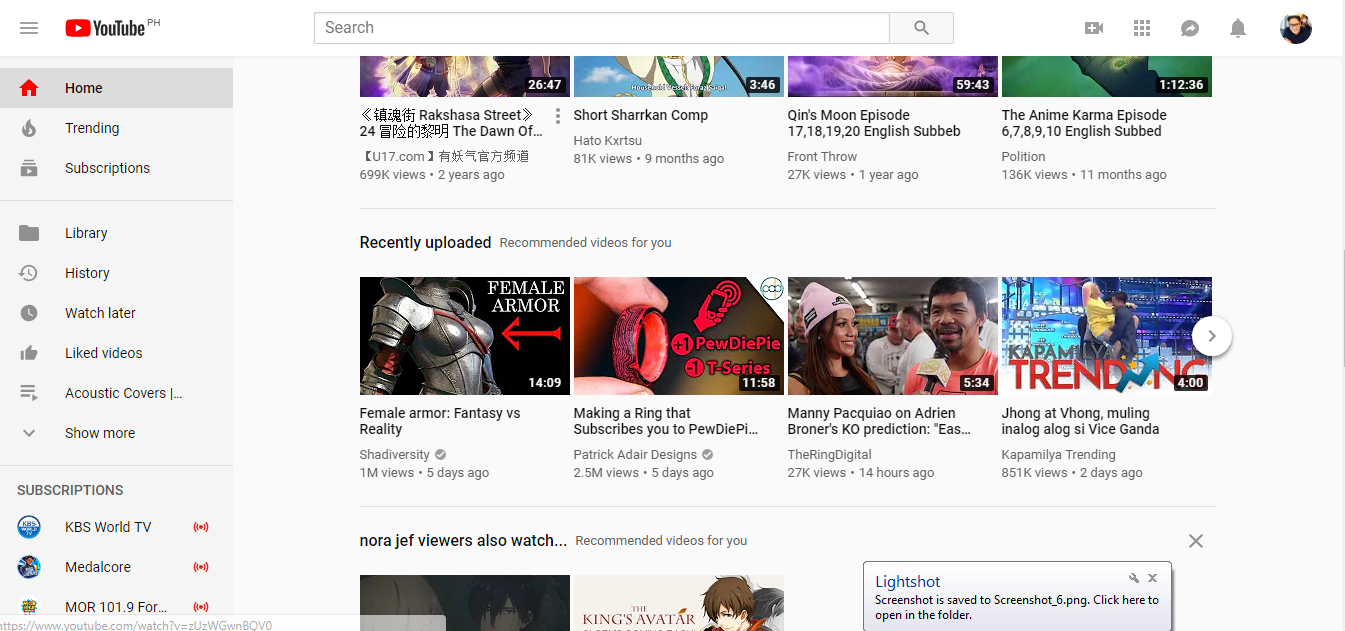 YouTube PH
Search
Home
Trending
Subscriptions
Library
History
Watch later
Liked videos
Acoustic Covers |...
Show more
SUBSCRIPTIONS
KBS World TV
Medalcore
MOR 101.9 For...
26:47
3:46
59:43
1:12:36
《镇魂街 Rakshasa Street》
24 冒险的黎明 The Dawn Of...
【U17.com】有妖气官方频道
699K views • 2 years ago
Short Sharrkan Comp
Hato Kxrtsu
81K views • 9 months ago
Qin's Moon Episode
17,18,19,20 English Subbeb
Front Throw
27K views • 1 year ago
The Anime Karma Episode
6,7,8,9,10 English Subbed
Polition
136K views • 11 months ago
Recently uploaded Recommended videos for you
FEMALE
ARMOR
14:09
+1 PewDiePie
-1 T-Series
11:58
5:34
KAPAMILYA
TRENDING
4:00
Female armor: Fantasy vs
Reality
Shadiversity
1M views • 5 days ago
Making a Ring that
Subscribes you to PewDiePi...
Patrick Adair Designs
2.5M views • 5 days ago
Manny Pacquiao on Adrien
Broner's KO prediction: "Eas...
TheRingDigital
27K views • 14 hours ago
Jhong at Vhong, muling
inalog alog si Vice Ganda
Kapamilya Trending
851K views • 2 days ago
nora jef viewers also watch... Recommended videos for you
THE
KING'S AVATAR
Lightshot
Screenshot is saved to Screenshot_6.png. Click here to
open in the folder.
https://www.youtube.com/watch?v=zUzWGwnBQV0